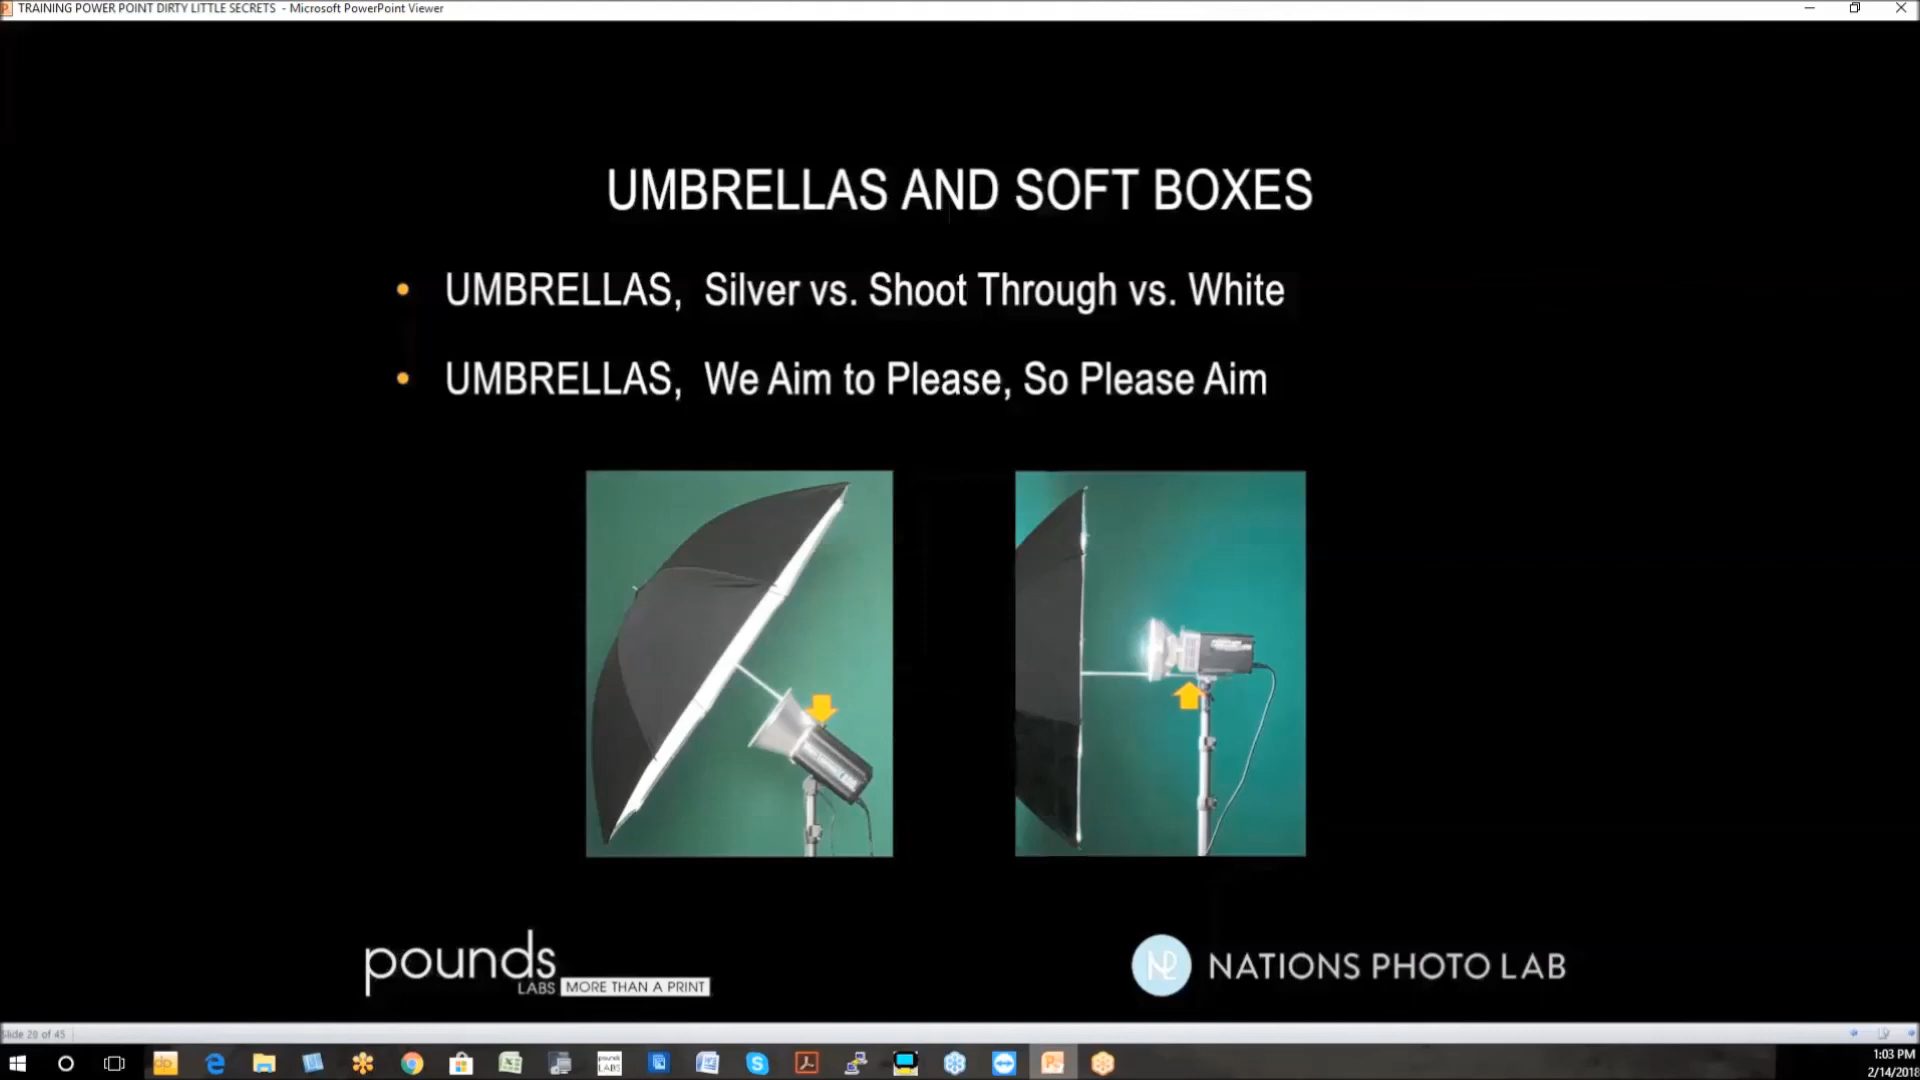 TRAINING POWER POINT DIRTY LITTLE SECRETS - Microsoft PowerPoint Viewer
UMBRELLAS AND SOFT BOXES
• UMBRELLAS, Silver vs. Shoot Through vs. White
• UMBRELLAS, We Aim to Please, So Please Aim
pounds
LABS MORE THAN A PRINT
NPL NATIONS PHOTO LAB
1:03 PM
2/14/2018